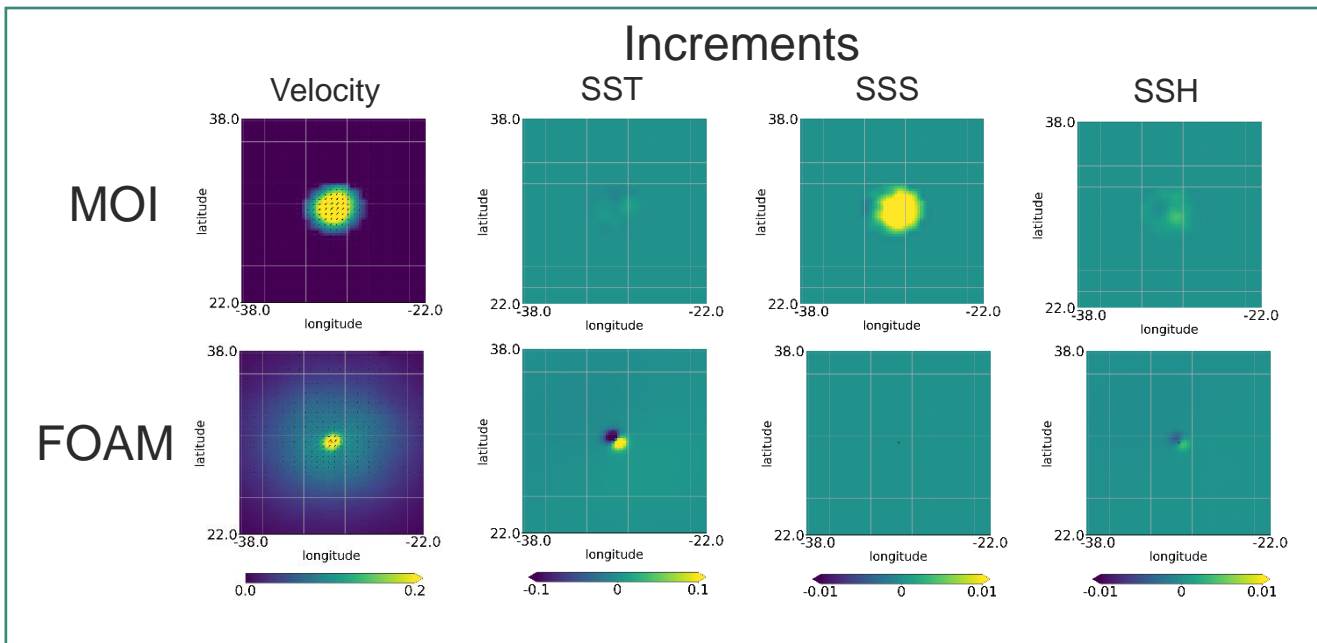 Increments
Velocity SST SSS SSH
MOI
38.0 38.0 38.0 38.0
latitude latitude latitude latitude
22.0 22.0 22.0 22.0
-38.0 -22.0 -38.0 -22.0 -38.0 -22.0 -38.0 -22.0
longitude longitude longitude longitude
FOAM
38.0 38.0 38.0 38.0
latitude latitude latitude latitude
22.0 22.0 22.0 22.0
-38.0 -22.0 -38.0 -22.0 -38.0 -22.0 -38.0 -22.0
longitude longitude longitude longitude
0.0 0.2 -0.1 0 0.1 -0.01 0 0.01 -0.01 0 0.01